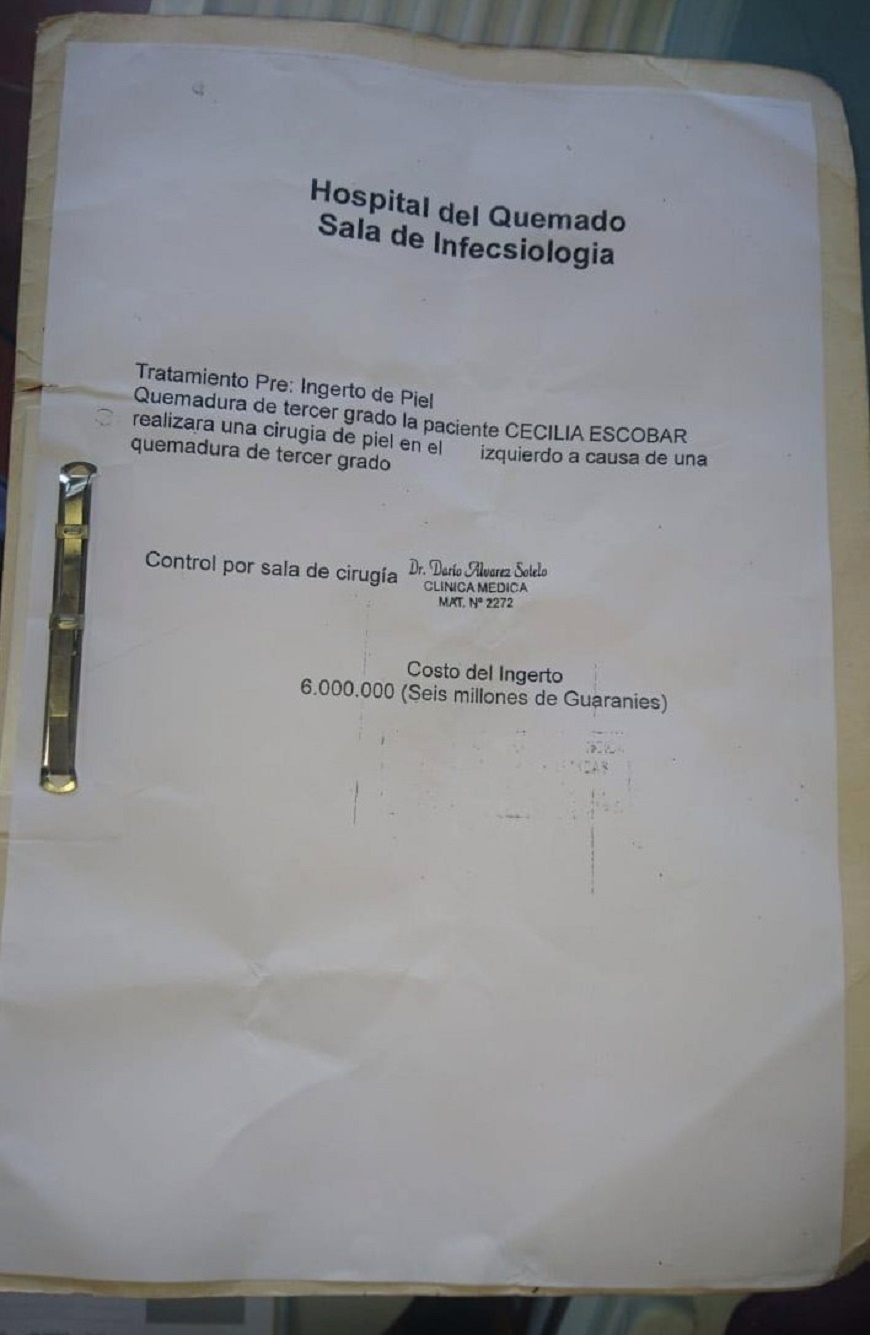 Hospital del Quemado
Sala de Infecsiologia
Tratamiento Pre: Ingerto de Piel
Quemadura de tercer grado la paciente CECILIA ESCOBAR
realizara una cirugia de piel en el izquierdo a causa de una
quemadura de tercer grado
Control por sala de cirugía
Dr. Dario Alvarez Sotelo
CLINICA MEDICA
MAT. Nº 2272
Costo del Ingerto
6.000.000 (Seis millones de Guaranies)